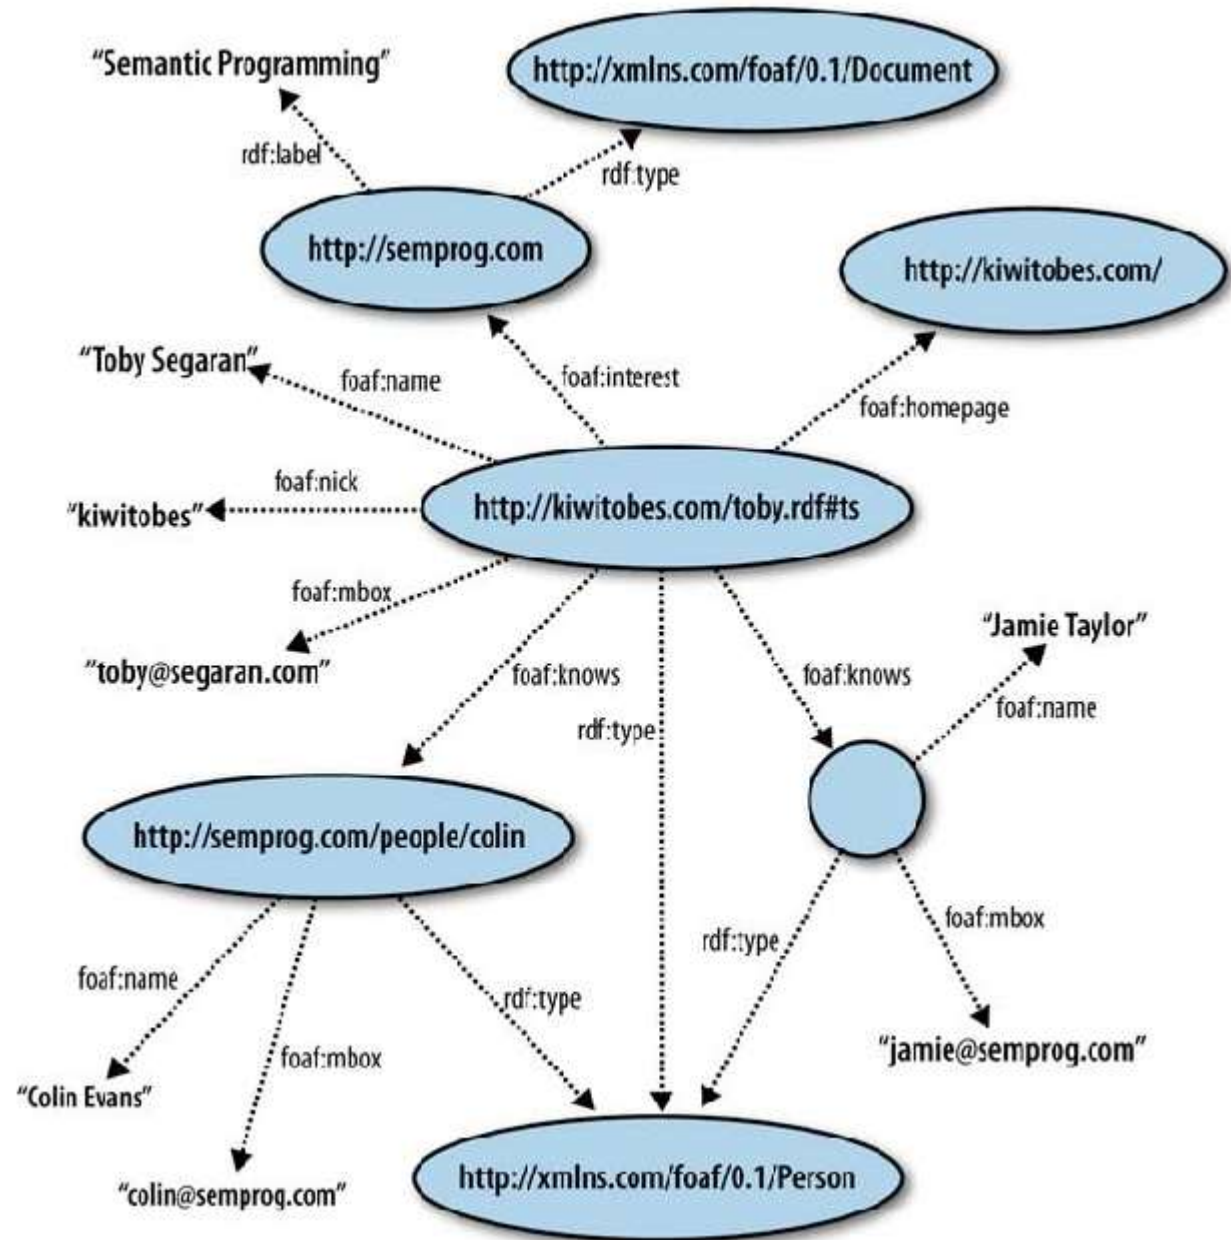 “Semantic Programming”
http://xmlns.com/foaf/0.1/Document
rdf:label
rdf:type
http://semprog.com
http://kiwitobes.com/
“Toby Segaran”
foaf:name
foaf:interest
foaf:homepage
foaf:nick
“kiwitobes”
http://kiwitobes.com/toby.rdf#ts
foaf:mbox
“toby@segaran.com”
foaf:knows
rdf:type
foaf:knows
“Jamie Taylor”
foaf:name
http://semprog.com/people/colin
foaf:name
foaf:mbox
rdf:type
rdf:type
foaf:mbox
“Colin Evans”
“colin@semprog.com”
“jamie@semprog.com”
http://xmlns.com/foaf/0.1/Person